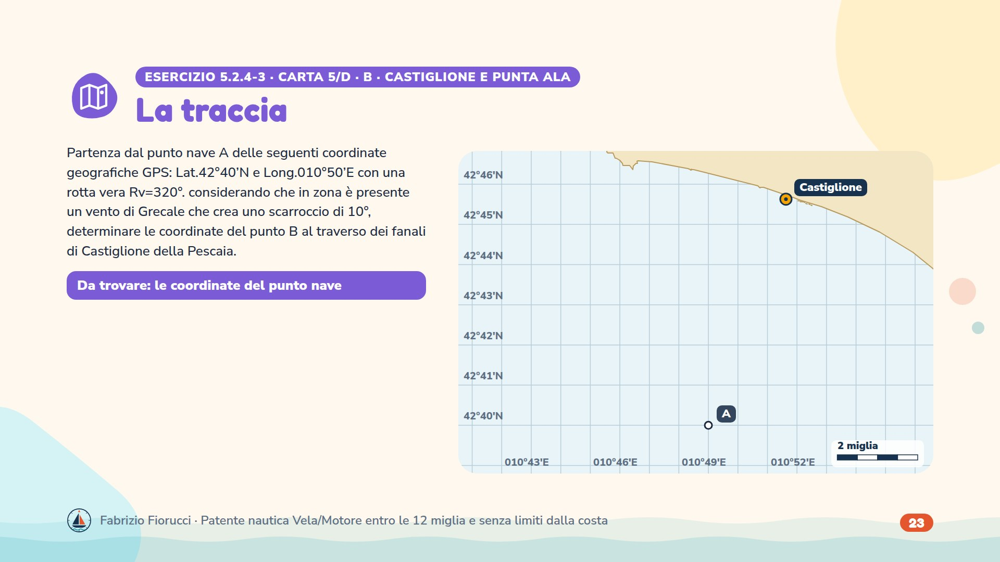 ESERCIZIO 5.2.4-3 · CARTA 5/D · B · CASTIGLIONE E PUNTA ALA
La traccia
Partenza dal punto nave A delle seguenti coordinate
geografiche GPS: Lat.42°40’N e Long.010°50’E con una
rotta vera Rv=320°. considerando che in zona è presente
un vento di Grecale che crea uno scarroccio di 10°,
determinare le coordinate del punto B al traverso dei fanali
di Castiglione della Pescaia.
Da trovare: le coordinate del punto nave
42°46'N
Castiglione
42°45'N
42°44'N
42°43'N
42°42'N
42°41'N
42°40'N
A
2 miglia
010°43'E
010°46'E
010°49'E
010°52'E
Fabrizio Fiorucci · Patente nautica Vela/Motore entro le 12 miglia e senza limiti dalla costa
23